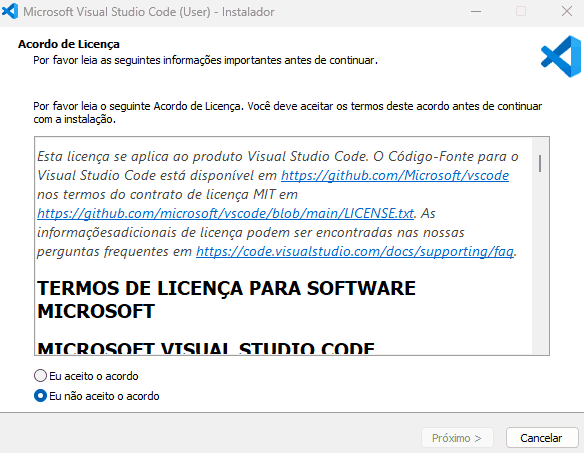 Microsoft Visual Studio Code (User) - Instalador
Acordo de Licença
Por favor leia as seguintes informações importantes antes de continuar.
Por favor leia o seguinte Acordo de Licença. Você deve aceitar os termos deste acordo antes de continuar
com a instalação.
Esta licença se aplica ao produto Visual Studio Code. O Código-Fonte para o
Visual Studio Code está disponível em https://github.com/Microsoft/vscode
nos termos do contrato de licença MIT em
https://github.com/microsoft/vscode/blob/main/LICENSE.txt. As
informaçõesadicionais de licença podem ser encontradas nas nossas
perguntas frequentes em https://code.visualstudio.com/docs/supporting/faq.
TERMOS DE LICENÇA PARA SOFTWARE
MICROSOFT
MICROSOFT VISUAL STUDIO CODE
Eu aceito o acordo
Eu não aceito o acordo
Próximo >
Cancelar